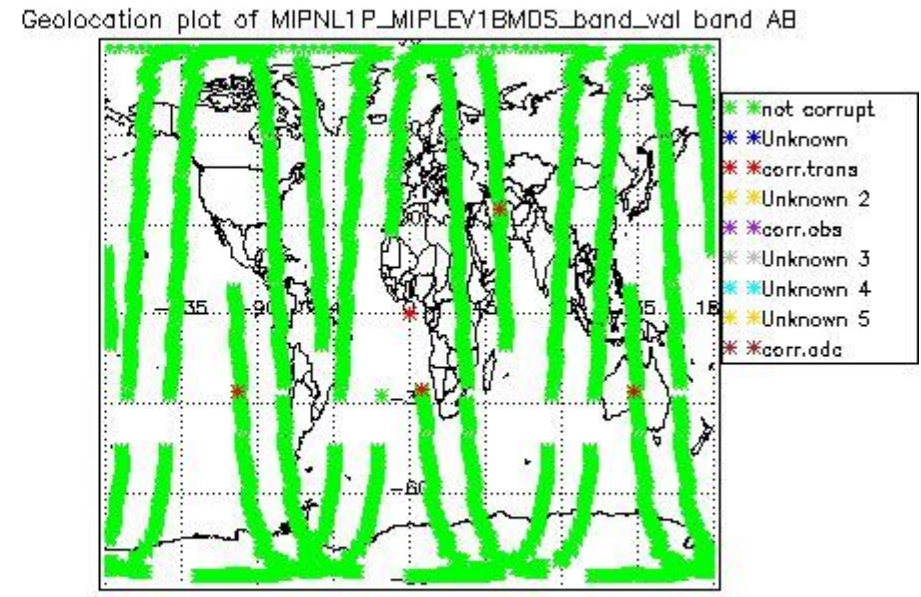 Geolocation plot of MIPNL1P_MIPLEV1BMDS_band_val band AB
not corrupt
Unknown
corr.trans
Unknown 2
corr.obs
Unknown 3
Unknown 4
Unknown 5
corr.adc
-90
-60